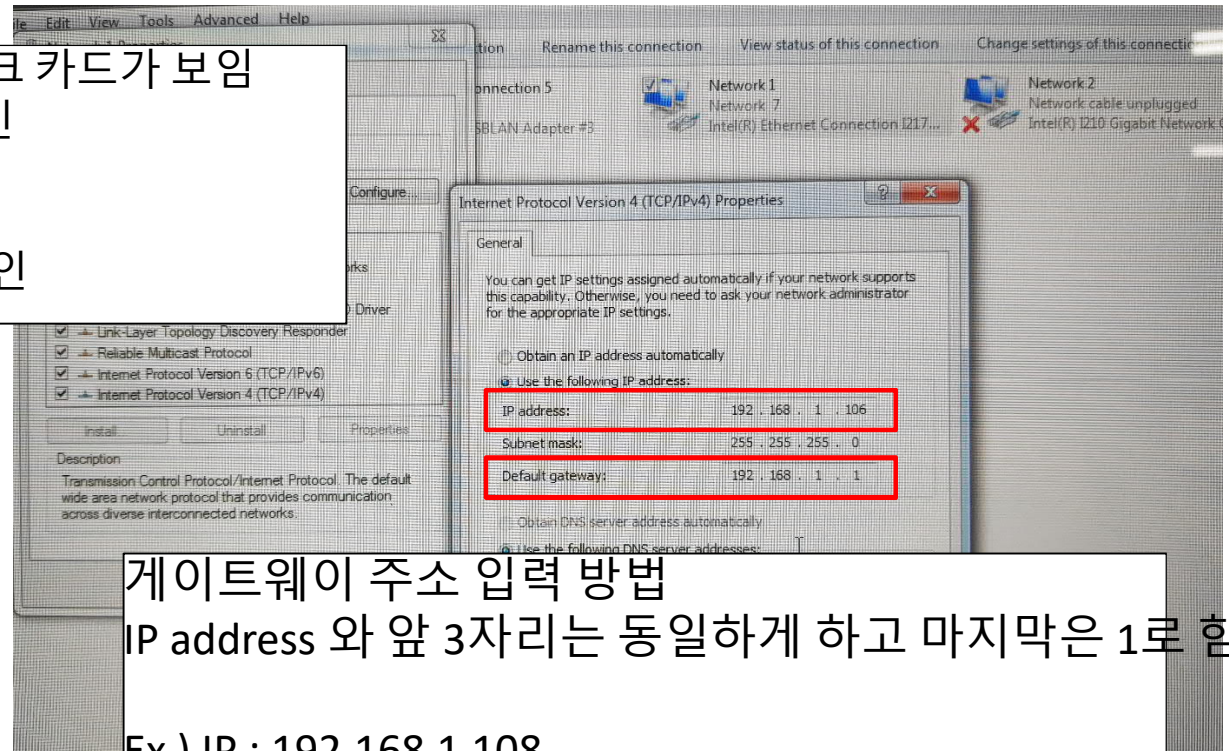 Edit View Tools Advanced Help
Rename this connection View status of this connection Change settings of this connection
카드가 보임
Network 1
Network 7
Intel(R) Ethernet Connection I217...
Network 2
Network cable unplugged
Intel(R) I210 Gigabit Network
Adapter #3
Configure...
Driver
Link-Layer Topology Discovery Responder
Reliable Multicast Protocol
Internet Protocol Version 6 (TCP/IPv6)
Internet Protocol Version 4 (TCP/IPv4)
Install... Uninstall Properties
Description
Transmission Control Protocol/Internet Protocol. The default
wide area network protocol that provides communication
across diverse interconnected networks.
Internet Protocol Version 4 (TCP/IPv4) Properties
General
You can get IP settings assigned automatically if your network supports
this capability. Otherwise, you need to ask your network administrator
for the appropriate IP settings.
Obtain an IP address automatically
Use the following IP address:
IP address: 192 . 168 . 1 . 106
Subnet mask: 255 . 255 . 255 . 0
Default gateway: 192 . 168 . 1 . 1
Obtain DNS server address automatically
Use the following DNS server addresses:
게이트웨이 주소 입력 방법
IP address 와 앞 3자리는 동일하게 하고 마지막은 1로 함
Ex ) IP : 192.168.1.108